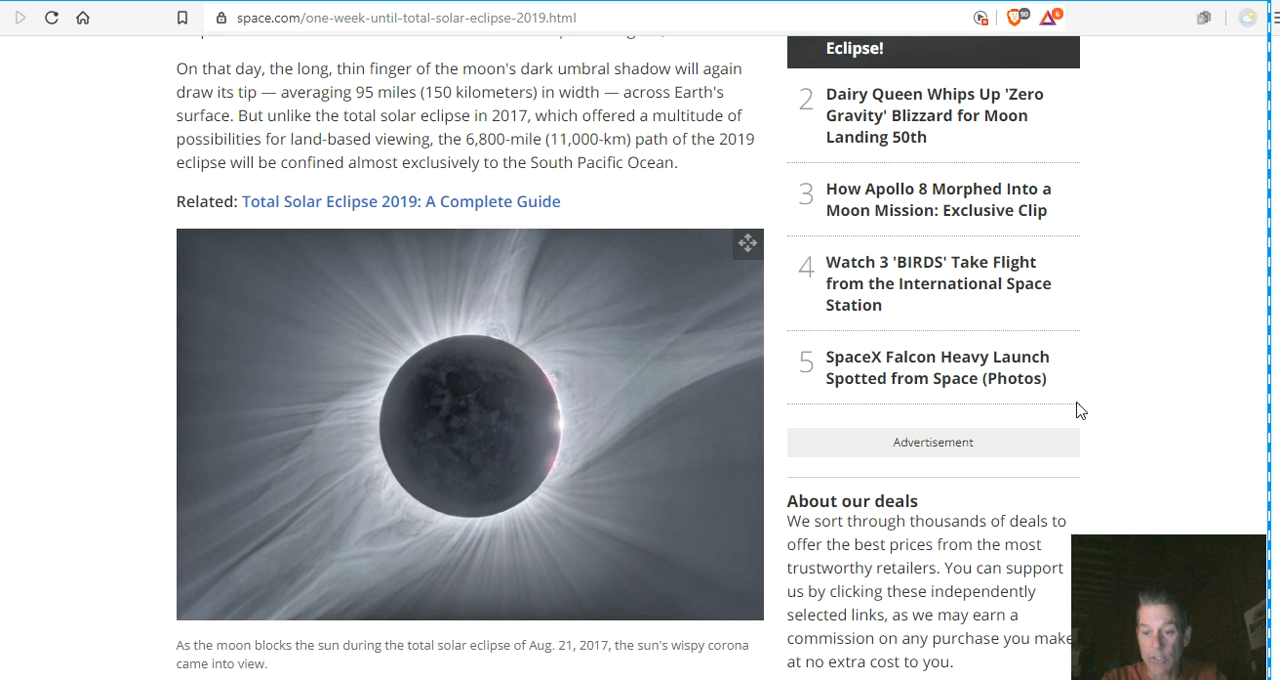 space.com/one-week-until-total-solar-eclipse-2019.html
90
6
On that day, the long, thin finger of the moon's dark umbral shadow will again
draw its tip — averaging 95 miles (150 kilometers) in width — across Earth's
surface. But unlike the total solar eclipse in 2017, which offered a multitude of
possibilities for land-based viewing, the 6,800-mile (11,000-km) path of the 2019
eclipse will be confined almost exclusively to the South Pacific Ocean.
Related: Total Solar Eclipse 2019: A Complete Guide
As the moon blocks the sun during the total solar eclipse of Aug. 21, 2017, the sun's wispy corona
came into view.
Eclipse!
2 Dairy Queen Whips Up 'Zero
Gravity' Blizzard for Moon
Landing 50th
3 How Apollo 8 Morphed Into a
Moon Mission: Exclusive Clip
4 Watch 3 'BIRDS' Take Flight
from the International Space
Station
5 SpaceX Falcon Heavy Launch
Spotted from Space (Photos)
Advertisement
About our deals
We sort through thousands of deals to
offer the best prices from the most
trustworthy retailers. You can support
us by clicking these independently
selected links, as we may earn a
commission on any purchase you make
at no extra cost to you.